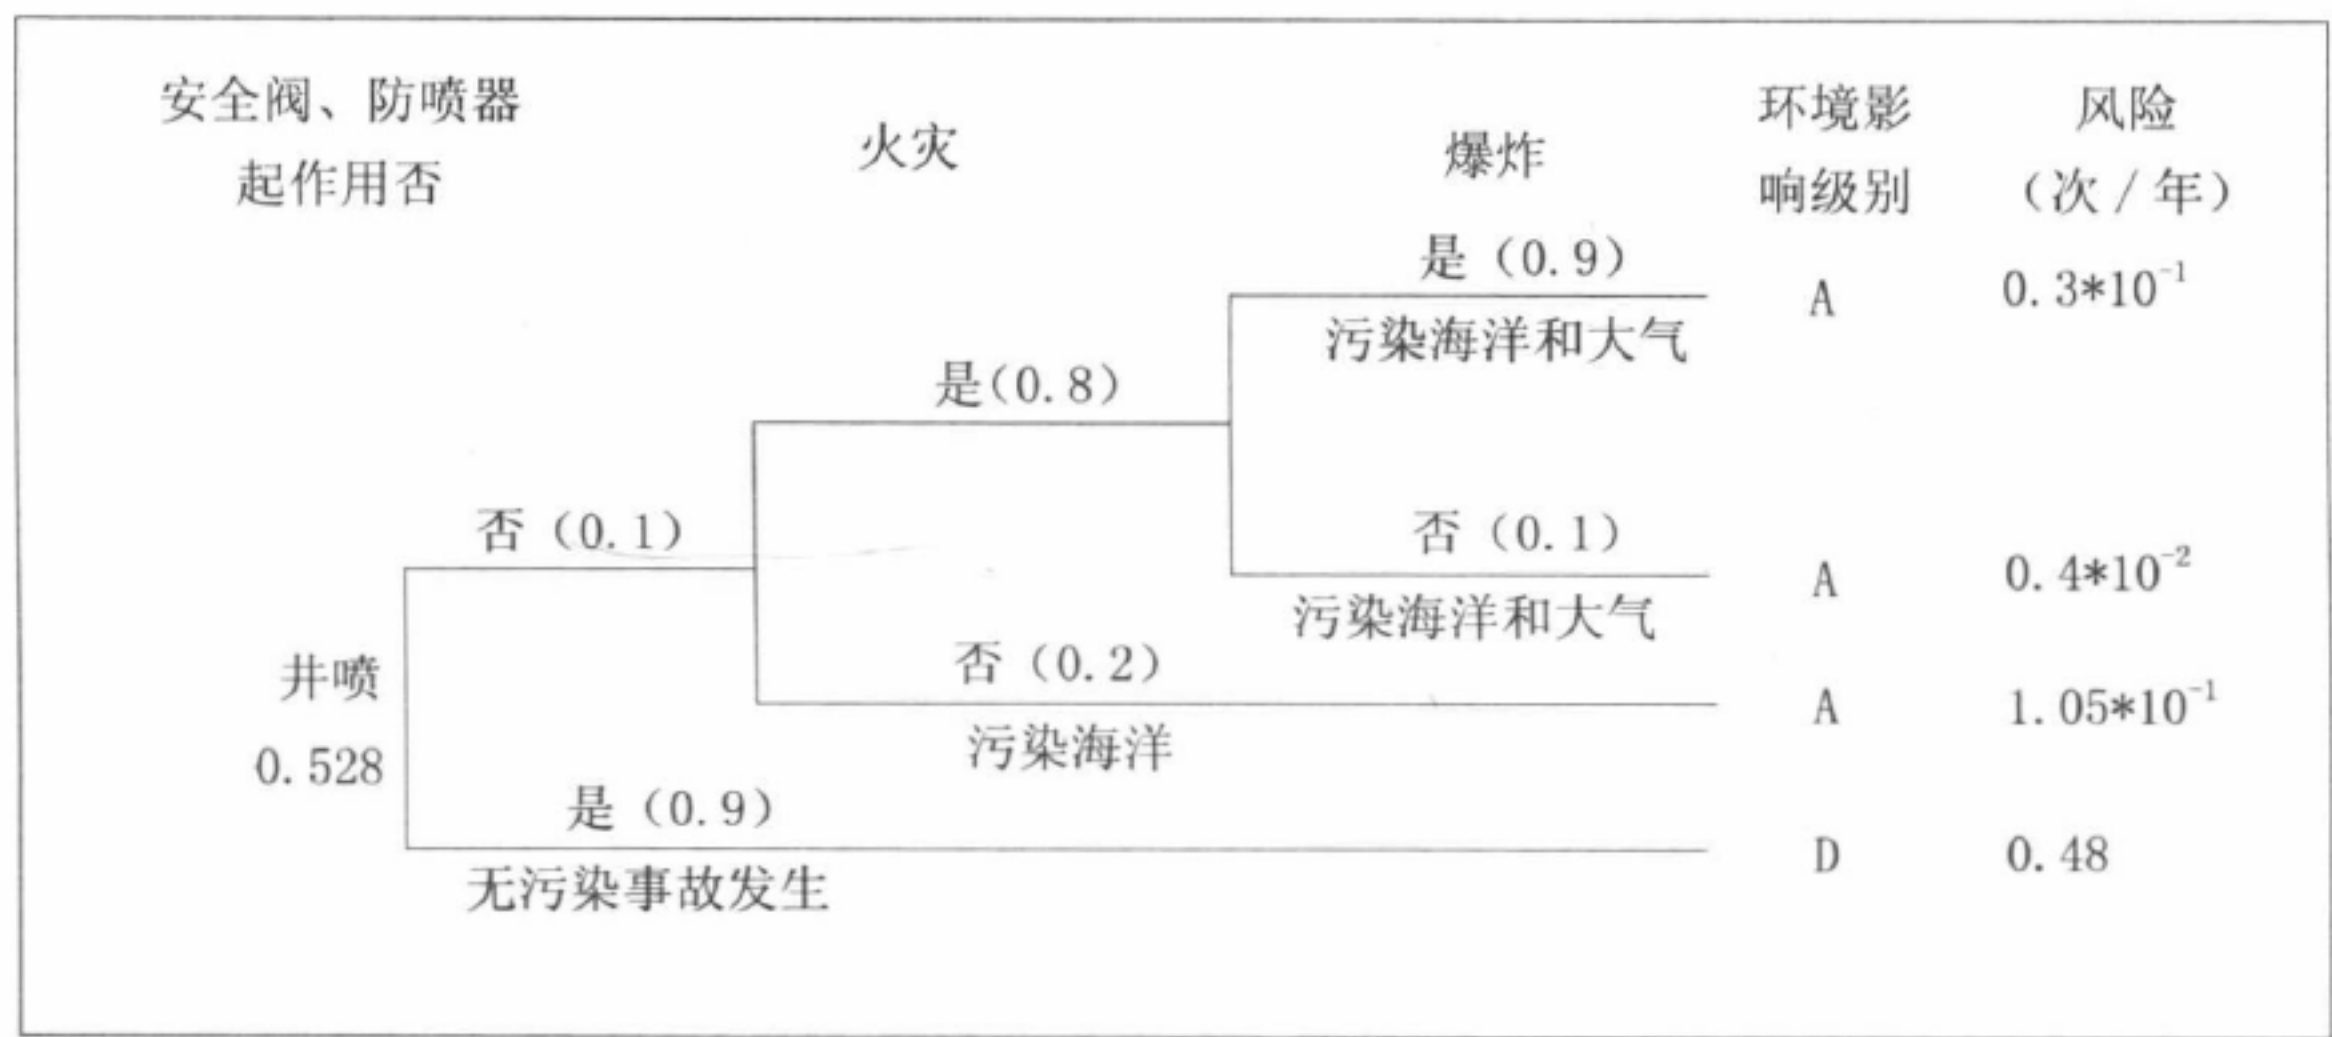 安全阀、防喷器
起作用否
火灾
爆炸
环境影
响级别
风险
（次/年）
是（0.9）
污染海洋和大气
A
0.3*10⁻¹
是(0.8)
否（0.1）
污染海洋和大气
A
0.4*10⁻²
否（0.1）
否（0.2）
污染海洋
A
1.05*10⁻¹
井喷
0.528
是（0.9）
无污染事故发生
D
0.48